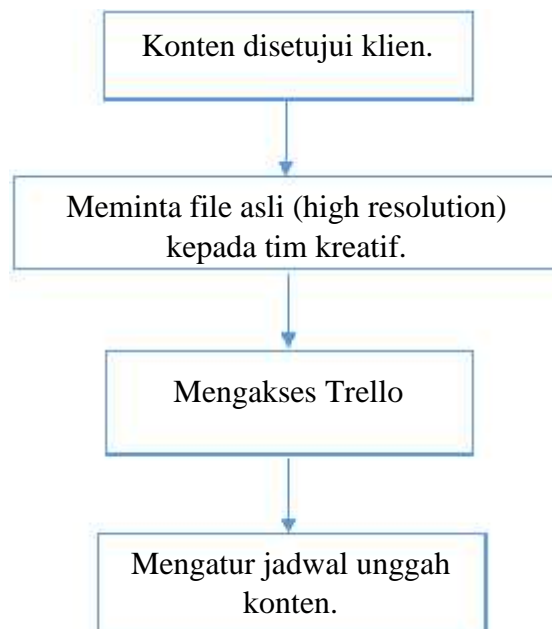 Konten disetujui klien.
Meminta file asli (high resolution)
kepada tim kreatif.
Mengakses Trello
Mengatur jadwal unggah
konten.